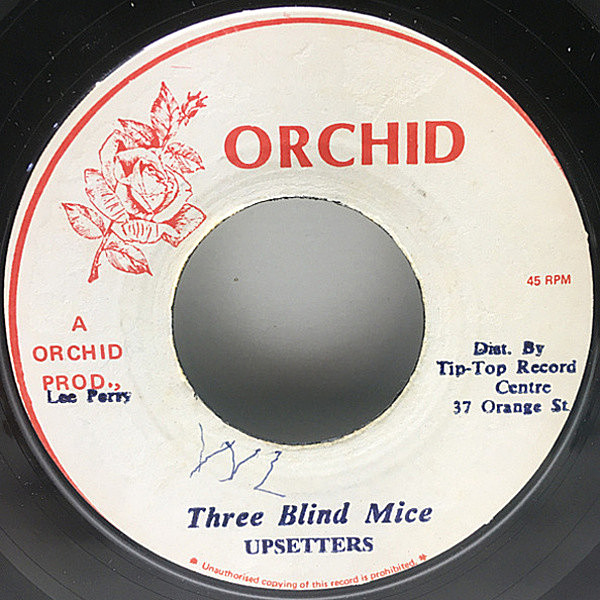 ORCHID
45 RPM
A
ORCHID
PROD.,
Lee Perry
Dist. By
Tip-Top Record
Centre
37 Orange St.
Three Blind Mice
UPSETTERS
* Unauthorised copying of this record is prohibited. *